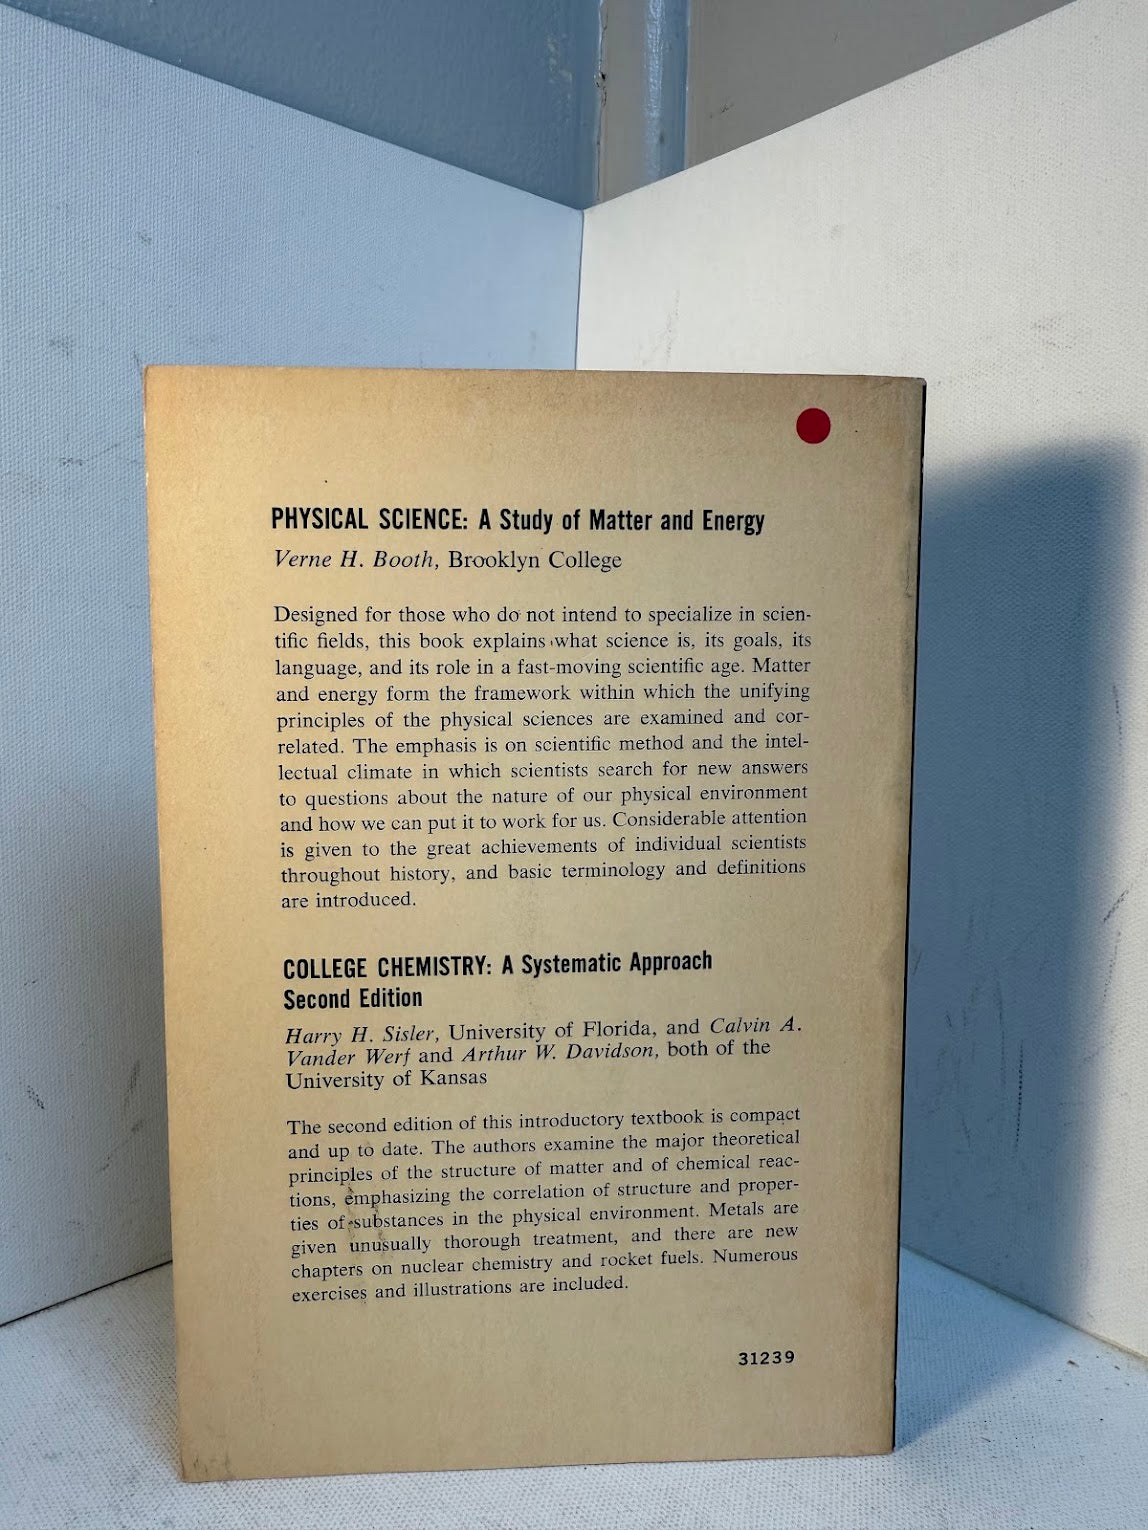 PHYSICAL SCIENCE: A Study of Matter and Energy
Verne H. Booth, Brooklyn College
Designed for those who do not intend to specialize in scien-
tific fields, this book explains what science is, its goals, its
language, and its role in a fast-moving scientific age. Matter
and energy form the framework within which the unifying
principles of the physical sciences are examined and cor-
related. The emphasis is on scientific method and the intel-
lectual climate in which scientists search for new answers
to questions about the nature of our physical environment
and how we can put it to work for us. Considerable attention
is given to the great achievements of individual scientists
throughout history, and basic terminology and definitions
are introduced.
COLLEGE CHEMISTRY: A Systematic Approach
Second Edition
Harry H. Sisler, University of Florida, and Calvin A.
Vander Werf and Arthur W. Davidson, both of the
University of Kansas
The second edition of this introductory textbook is compact
and up to date. The authors examine the major theoretical
principles of the structure of matter and of chemical reac-
tions, emphasizing the correlation of structure and proper-
ties of substances in the physical environment. Metals are
given unusually thorough treatment, and there are new
chapters on nuclear chemistry and rocket fuels. Numerous
exercises and illustrations are included.
31239